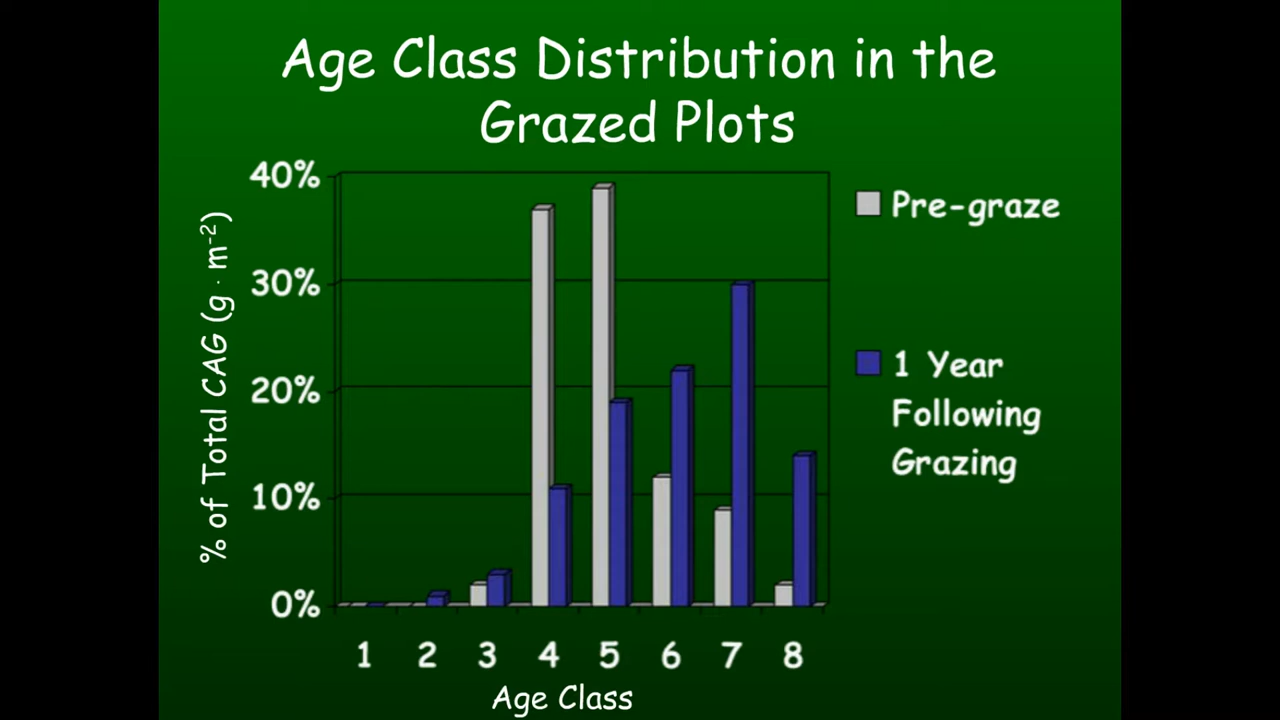 Age Class Distribution in the
Grazed Plots
% of Total CAG (g · m⁻²)
40%
30%
20%
10%
0%
1 2 3 4 5 6 7 8
Age Class
Pre-graze
1 Year
Following
Grazing